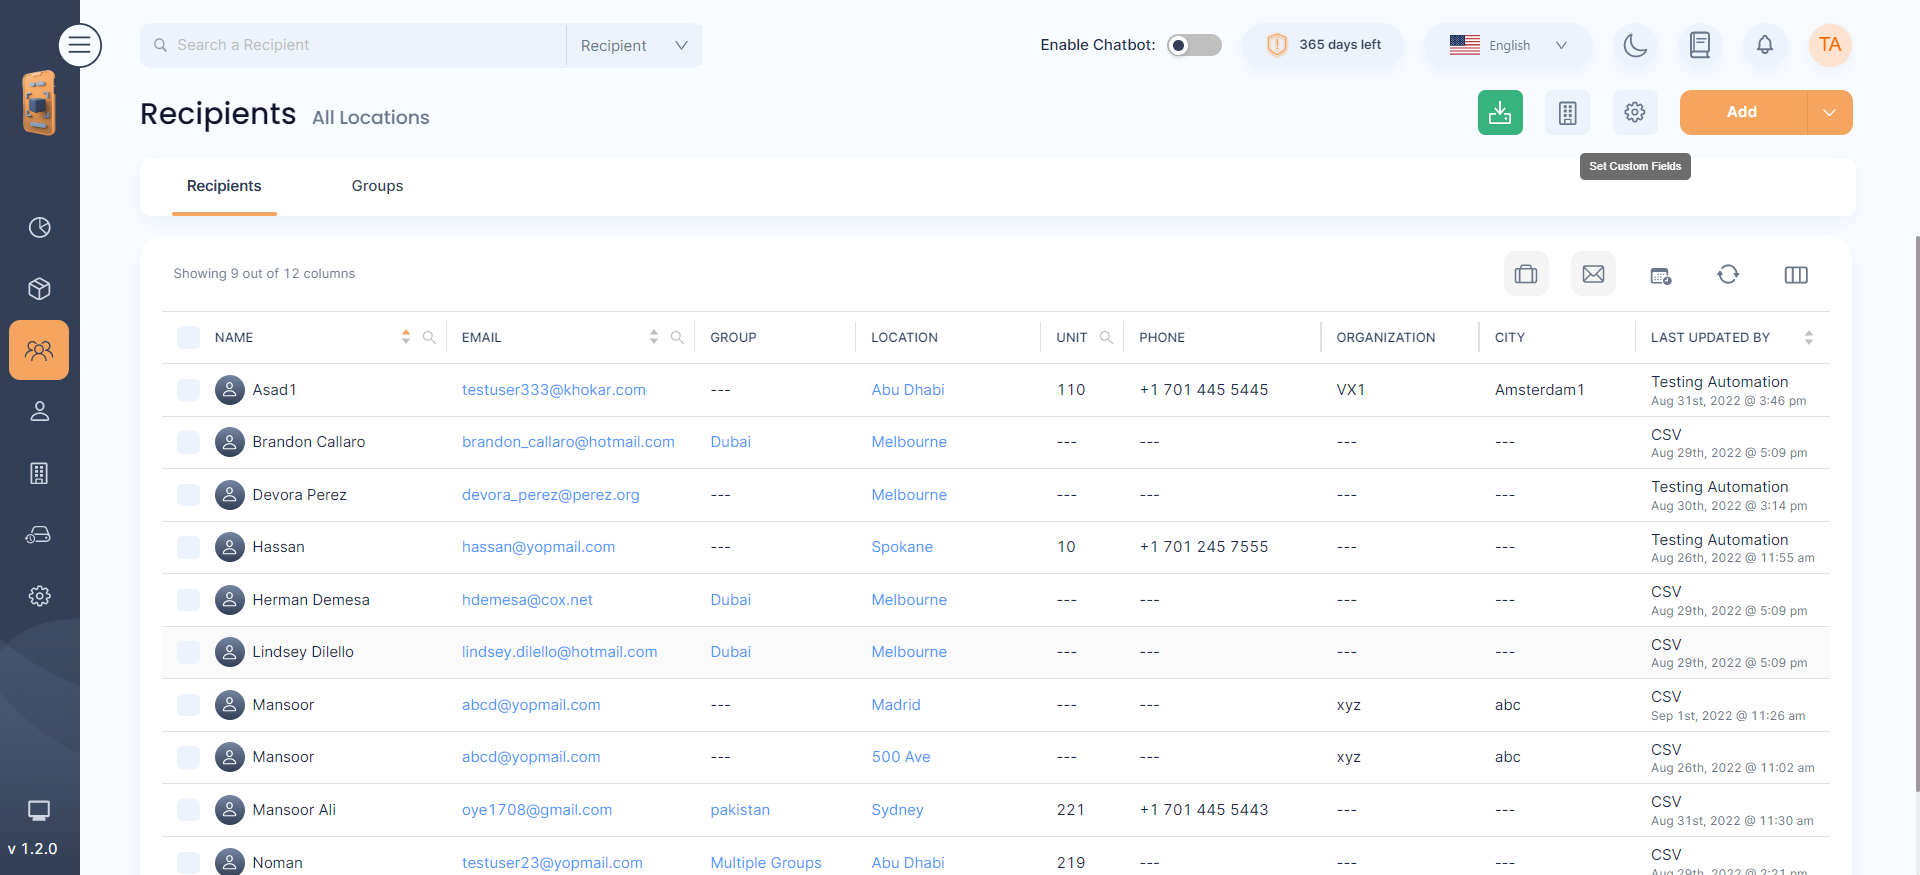 Search a Recipient
Recipient
Enable Chatbot:
365 days left
English
TA
Recipients All Locations
Add
Set Custom Fields
Recipients Groups
Showing 9 out of 12 columns
NAME EMAIL GROUP LOCATION UNIT PHONE ORGANIZATION CITY LAST UPDATED BY
Asad1 testuser333@khokar.com --- Abu Dhabi 110 +1 701 445 5445 VX1 Amsterdam1 Testing Automation
Aug 31st, 2022 @ 3:46 pm
Brandon Callaro brandon_callaro@hotmail.com Dubai Melbourne --- --- --- --- CSV
Aug 29th, 2022 @ 5:09 pm
Devora Perez devora_perez@perez.org --- Melbourne --- --- --- --- Testing Automation
Aug 30th, 2022 @ 3:14 pm
Hassan hassan@yopmail.com --- Spokane 10 +1 701 245 7555 --- --- Testing Automation
Aug 26th, 2022 @ 11:55 am
Herman Demesa hdemesa@cox.net Dubai Melbourne --- --- --- --- CSV
Aug 29th, 2022 @ 5:09 pm
Lindsey Dilello lindsey.dilello@hotmail.com Dubai Melbourne --- --- --- --- CSV
Aug 29th, 2022 @ 5:09 pm
Mansoor abcd@yopmail.com --- Madrid --- --- xyz abc CSV
Sep 1st, 2022 @ 11:26 am
Mansoor abcd@yopmail.com --- 500 Ave --- --- xyz abc CSV
Aug 26th, 2022 @ 11:02 am
Mansoor Ali oye1708@gmail.com pakistan Sydney 221 +1 701 445 5443 --- --- CSV
Aug 31st, 2022 @ 11:30 am
Noman testuser23@yopmail.com Multiple Groups Abu Dhabi 219 --- --- --- CSV
Aug 29th, 2022 @ 2:21 pm
v 1.2.0